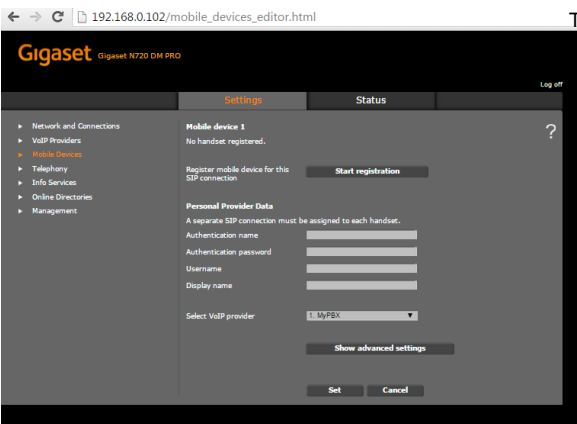 192.168.0.102/mobile_devices_editor.html
T
Gigaset Gigaset N720 DM PRO
Log off
Settings Status
Network and Connections
VoIP Providers
Mobile Devices
Telephony
Info Services
Online Directories
Management
Mobile device 1
No handset registered.
?
Register mobile device for this
SIP connection
Start registration
Personal Provider Data
A separate SIP connection must be assigned to each handset.
Authentication name
Authentication password
Username
Display name
Select VoIP provider 1. MyPBX
Show advanced settings
Set Cancel